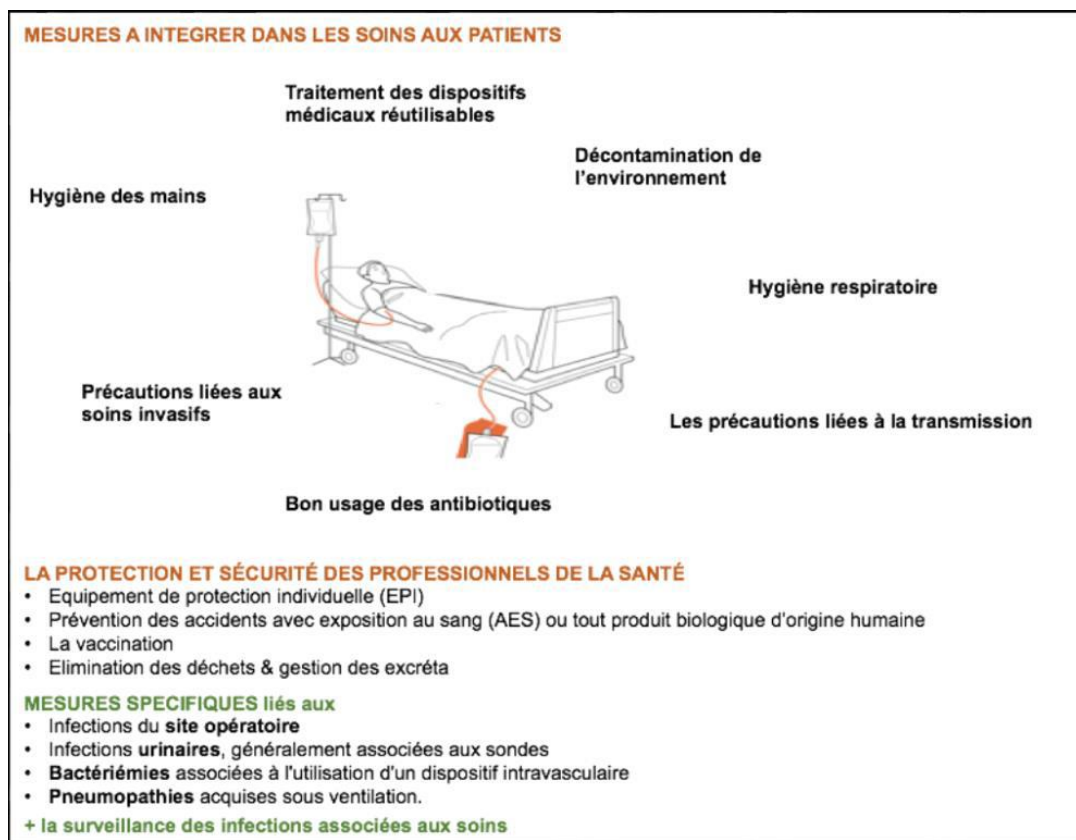 MESURES A INTEGRER DANS LES SOINS AUX PATIENTS
Traitement des dispositifs
médicaux réutilisables
Décontamination de
l'environnement
Hygiène des mains
Hygiène respiratoire
Précautions liées aux
soins invasifs
Les précautions liées à la transmission
Bon usage des antibiotiques
LA PROTECTION ET SÉCURITÉ DES PROFESSIONNELS DE LA SANTÉ
• Equipement de protection individuelle (EPI)
• Prévention des accidents avec exposition au sang (AES) ou tout produit biologique d'origine humaine
• La vaccination
• Elimination des déchets & gestion des excréta
MESURES SPECIFIQUES liés aux
• Infections du site opératoire
• Infections urinaires, généralement associées aux sondes
• Bactériémies associées à l'utilisation d'un dispositif intravasculaire
• Pneumopathies acquises sous ventilation.
+ la surveillance des infections associées aux soins